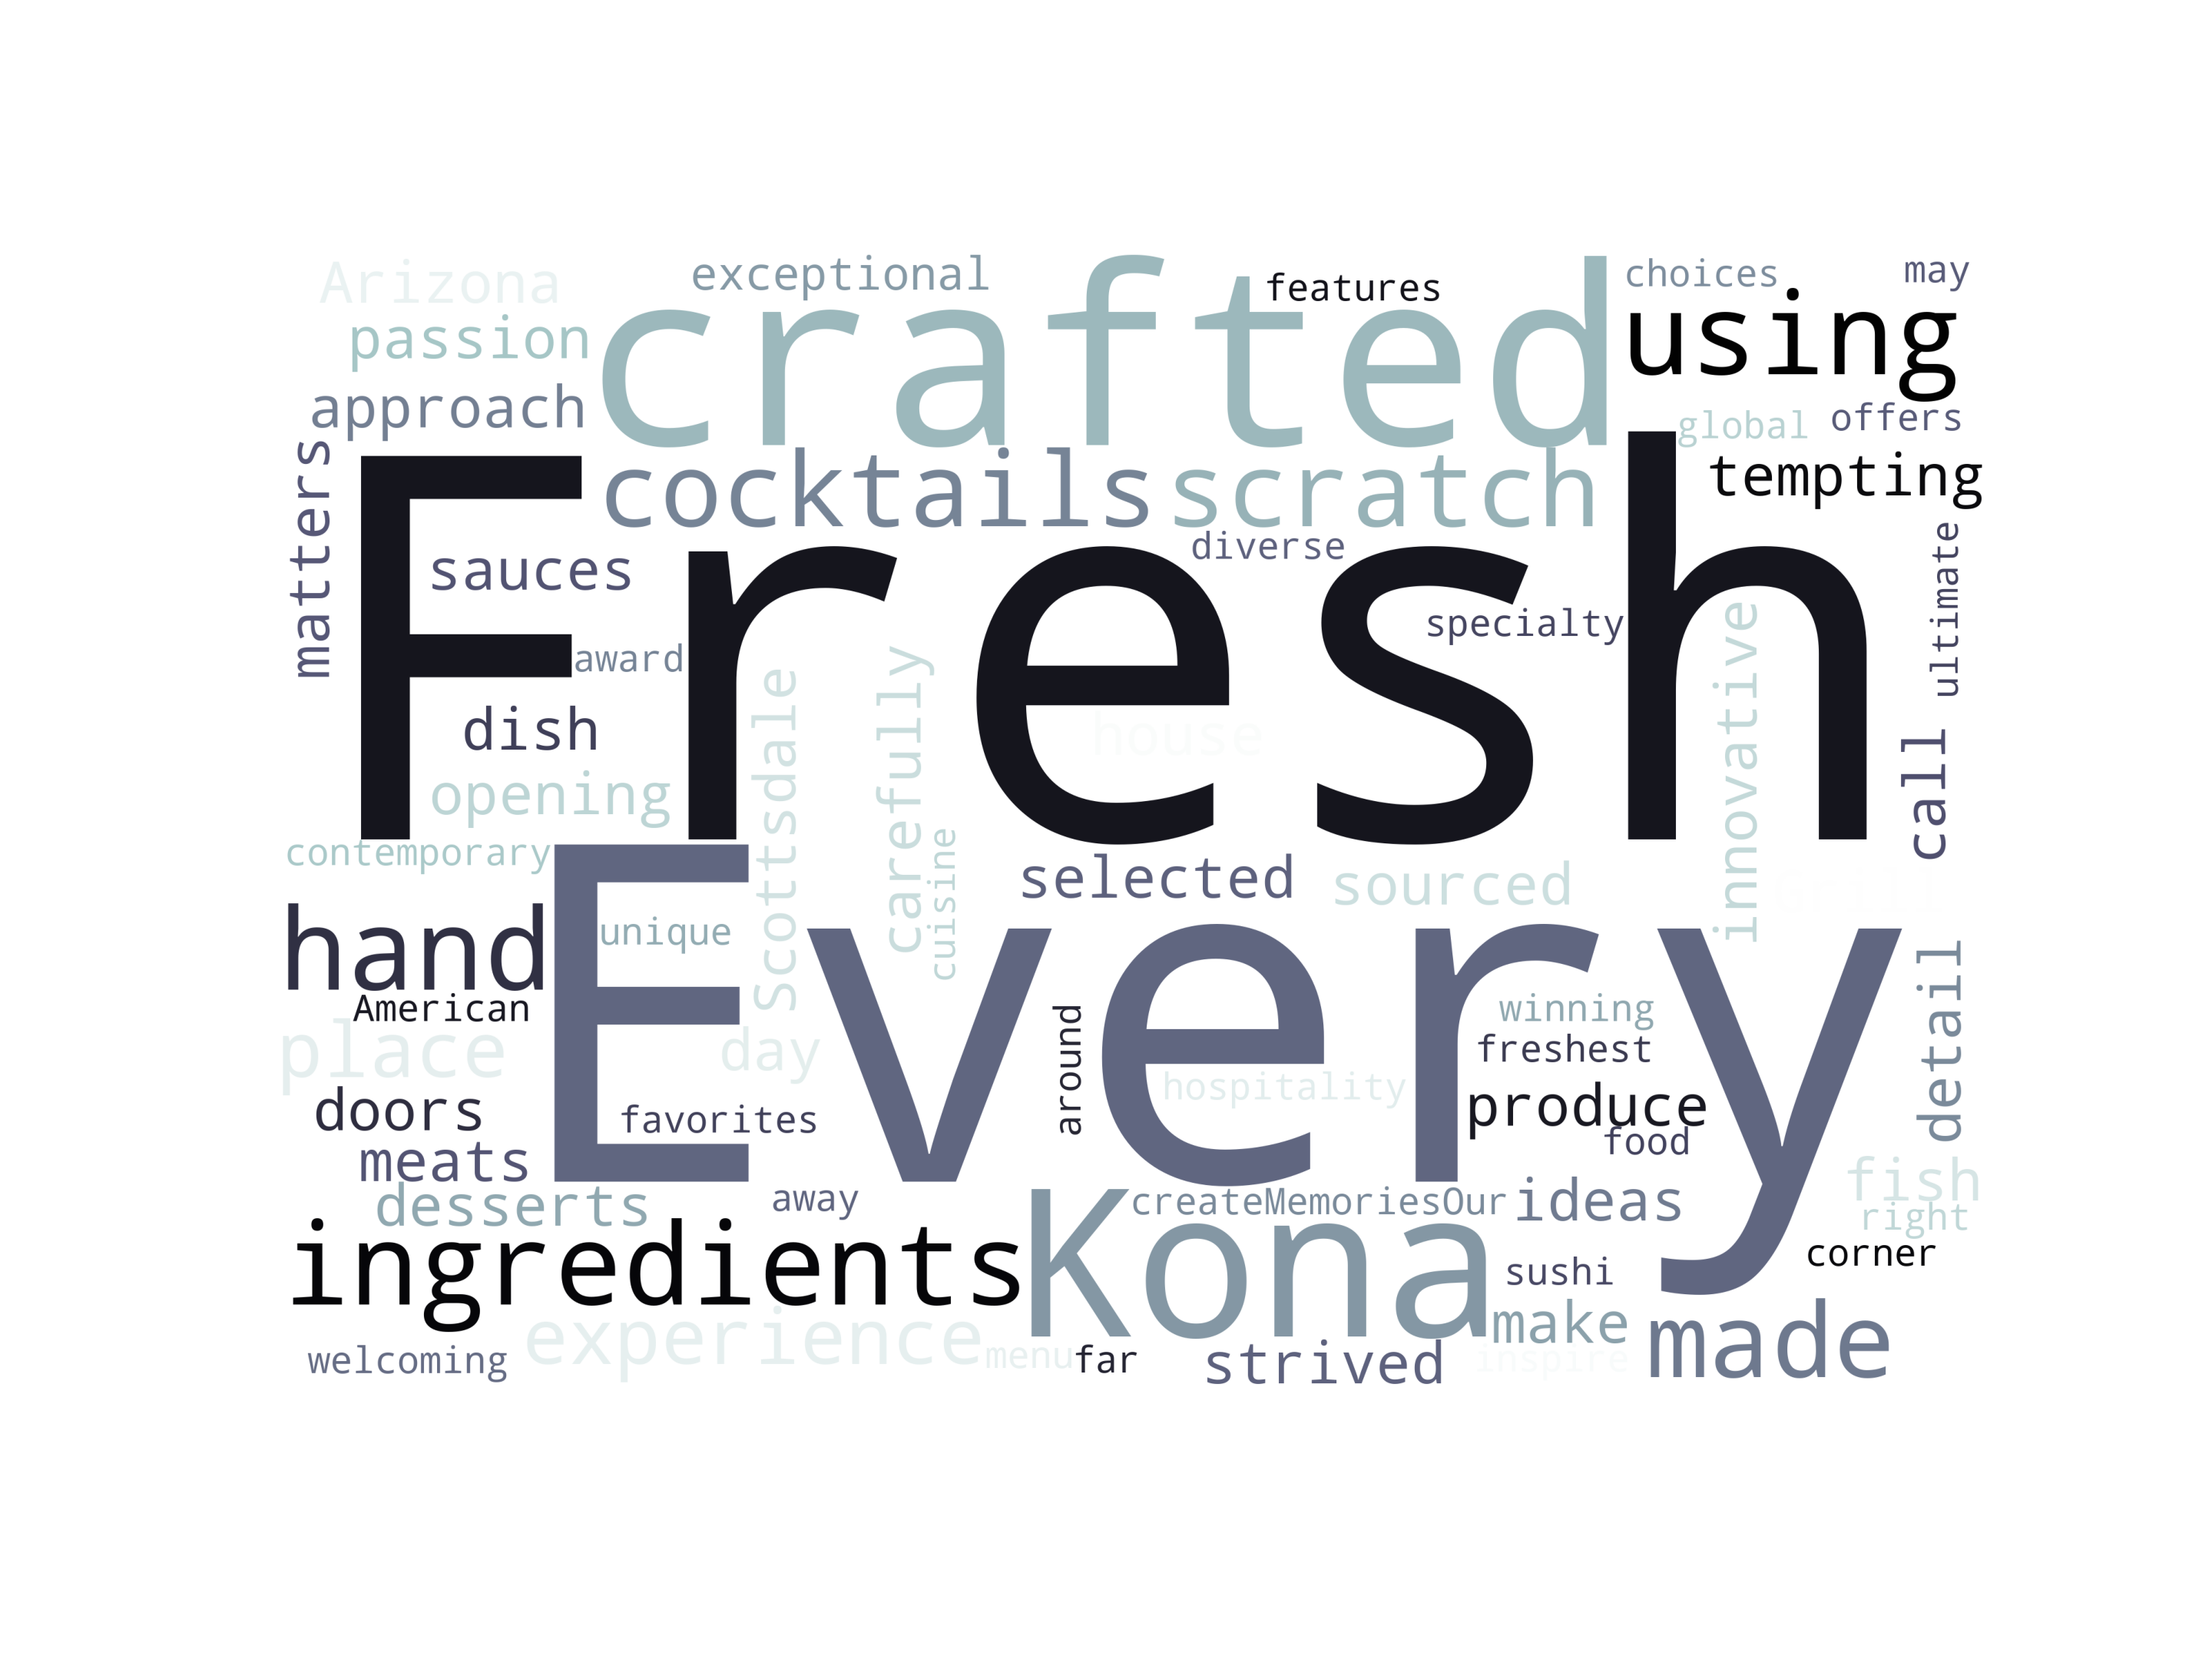 Arizona
exceptional
features
choices
may
passion
crafted
using
approach
global
offers
matters
cocktails
scratch
tempting
Fresh
sauces
diverse
ultimate
award
specialty
innovative
dish
Scottsdale
carefully
house
call
opening
contemporary
cuisine
selected
sourced
hand
Every
unique
detail
American
place
day
around
winning
freshest
hospitality
doors
favorites
produce
food
meats
desserts
away
Kona
createMemoriesOur
ideas
fish
right
ingredients
sushi
corner
experience
make
made
welcoming
menu
far
strived
inspire